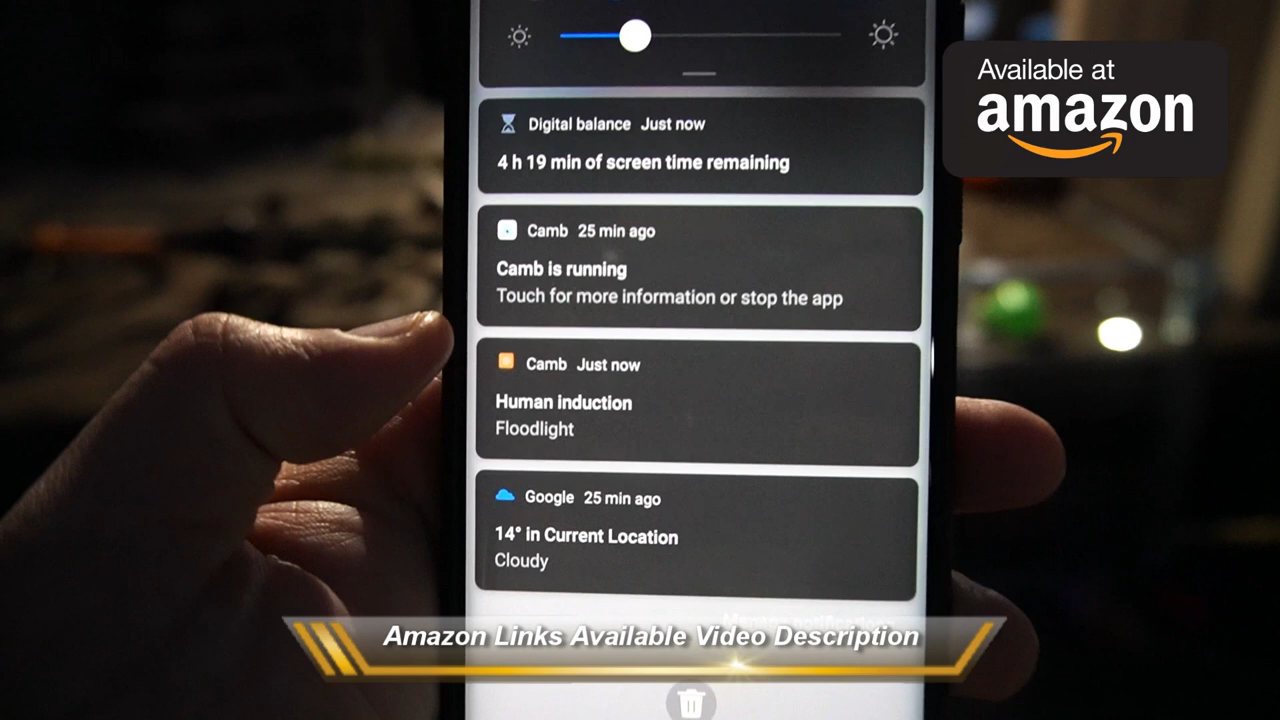 Available at
amazon
Digital balance Just now
4 h 19 min of screen time remaining
Camb 25 min ago
Camb is running
Touch for more information or stop the app
Camb Just now
Human induction
Floodlight
Google 25 min ago
14° in Current Location
Cloudy
Manage notifications
Amazon Links Available Video Description